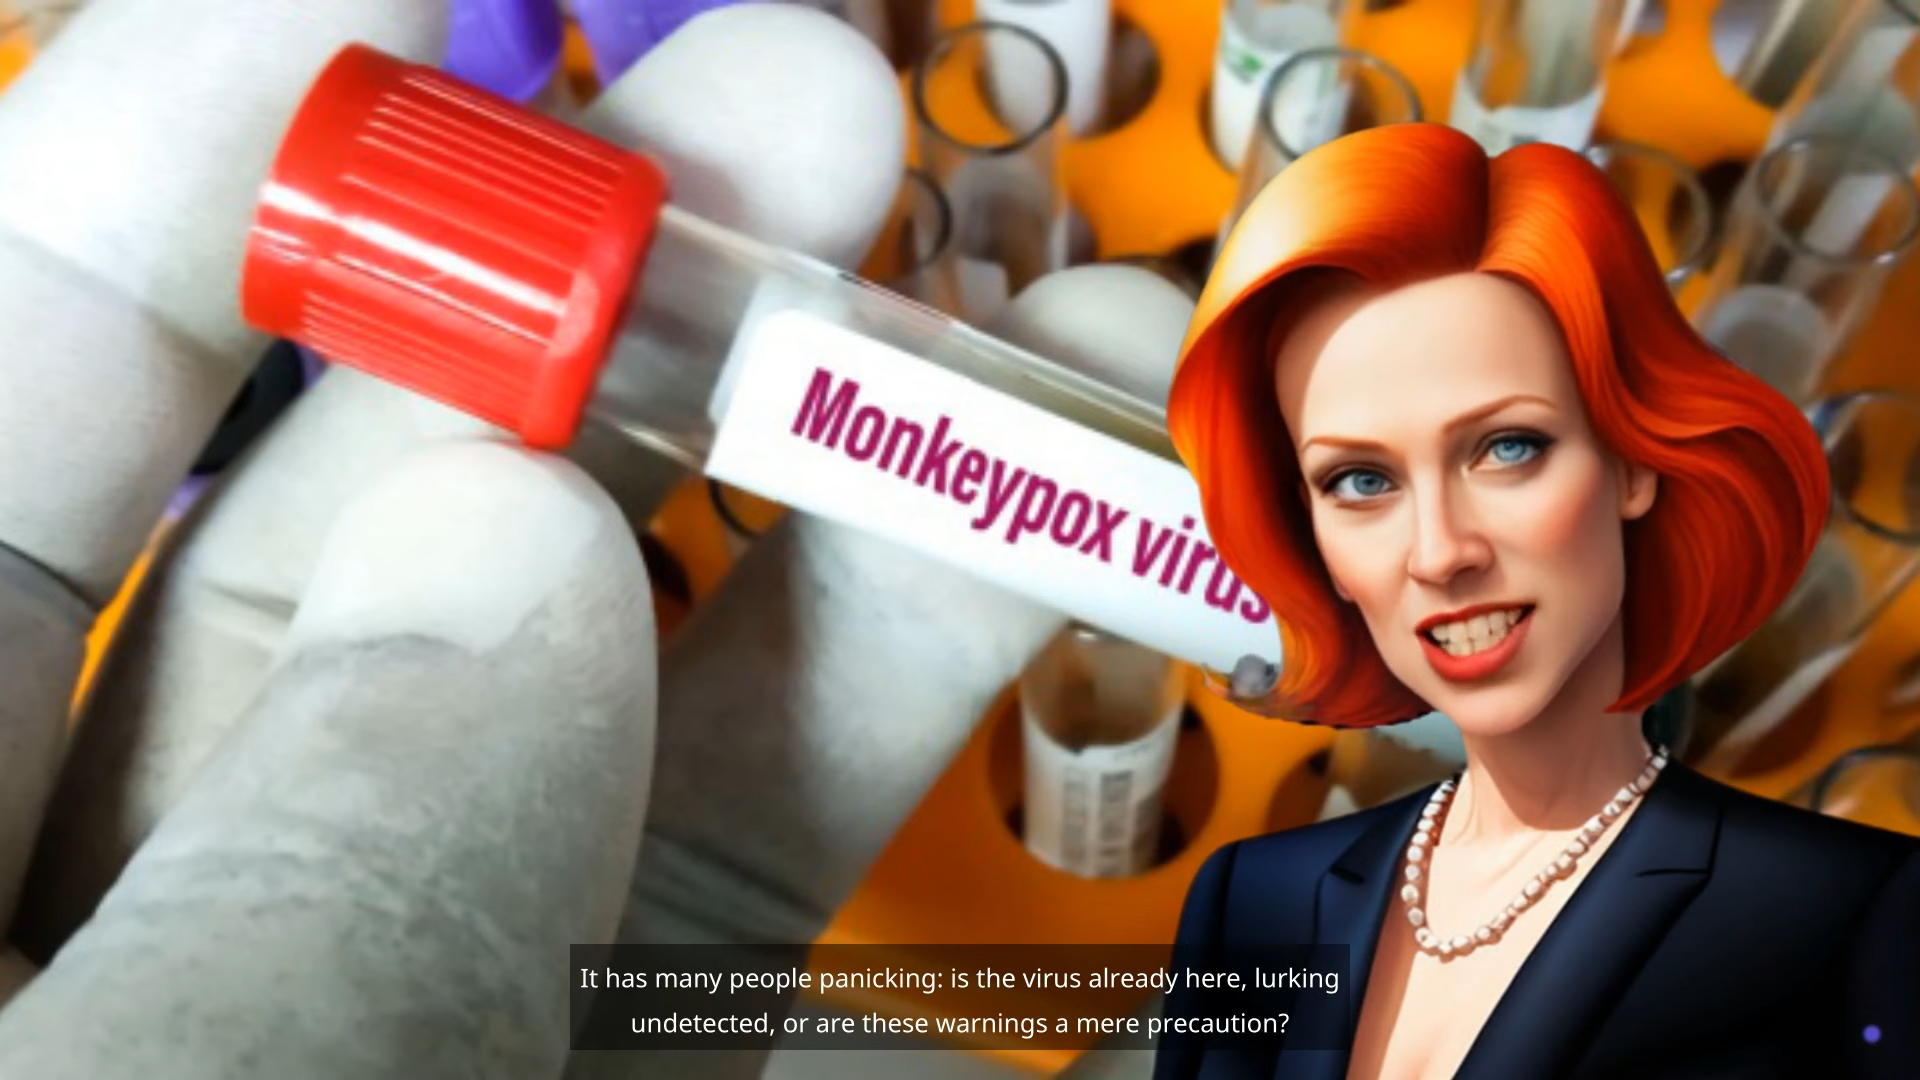 Monkeypox virus
It has many people panicking: is the virus already here, lurking
undetected, or are these warnings a mere precaution?